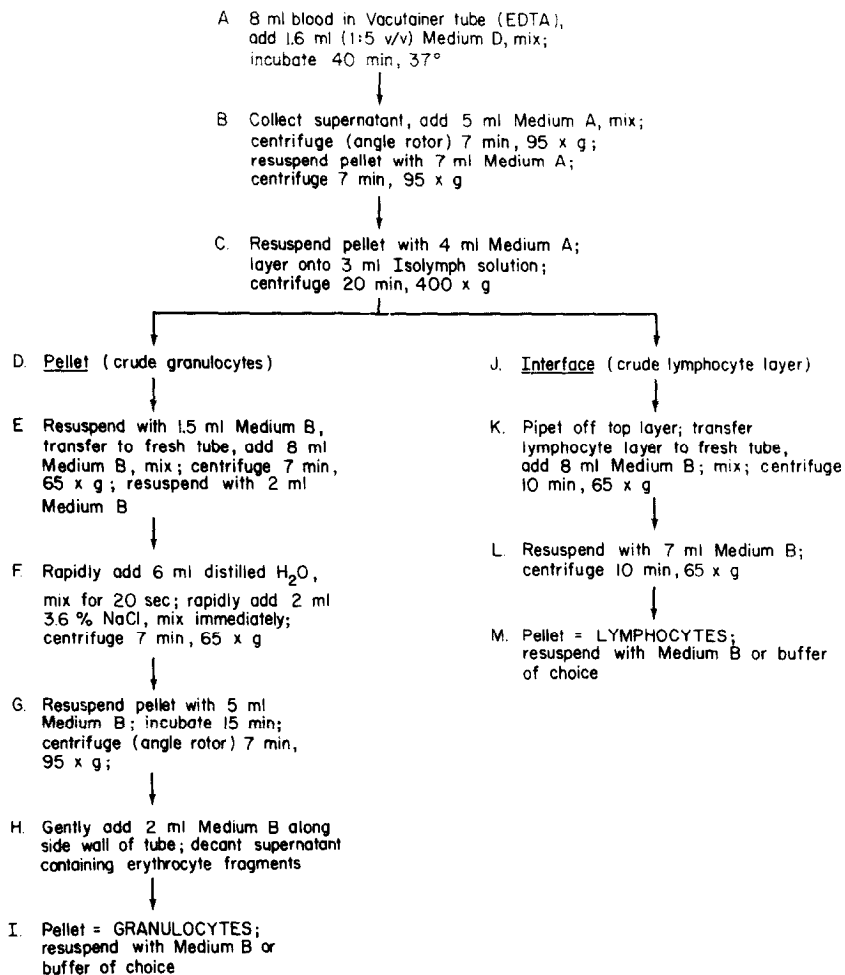 A 8 ml blood in Vacutainer tube (EDTA),
add 1.6 ml (1:5 v/v) Medium D, mix;
incubate 40 min, 37°
B Collect supernatant, add 5 ml Medium A, mix;
centrifuge (angle rotor) 7 min, 95 x g;
resuspend pellet with 7 ml Medium A;
centrifuge 7 min, 95 x g
C. Resuspend pellet with 4 ml Medium A;
layer onto 3 ml Isolymph solution;
centrifuge 20 min, 400 x g
D. Pellet (crude granulocytes)
E Resuspend with 1.5 ml Medium B,
transfer to fresh tube, add 8 ml
Medium B, mix; centrifuge 7 min,
65 x g; resuspend with 2 ml
Medium B
F. Rapidly add 6 ml distilled H₂O,
mix for 20 sec; rapidly add 2 ml
3.6 % NaCl, mix immediately;
centrifuge 7 min, 65 x g
G. Resuspend pellet with 5 ml
Medium B; incubate 15 min;
centrifuge (angle rotor) 7 min,
95 x g;
H. Gently add 2 ml Medium B along
side wall of tube; decant supernatant
containing erythrocyte fragments
I. Pellet = GRANULOCYTES;
resuspend with Medium B or
buffer of choice
J. Interface (crude lymphocyte layer)
K. Pipet off top layer; transfer
lymphocyte layer to fresh tube,
add 8 ml Medium B; mix; centrifuge
10 min, 65 x g
L. Resuspend with 7 ml Medium B;
centrifuge 10 min, 65 x g
M. Pellet = LYMPHOCYTES;
resuspend with Medium B or buffer
of choice